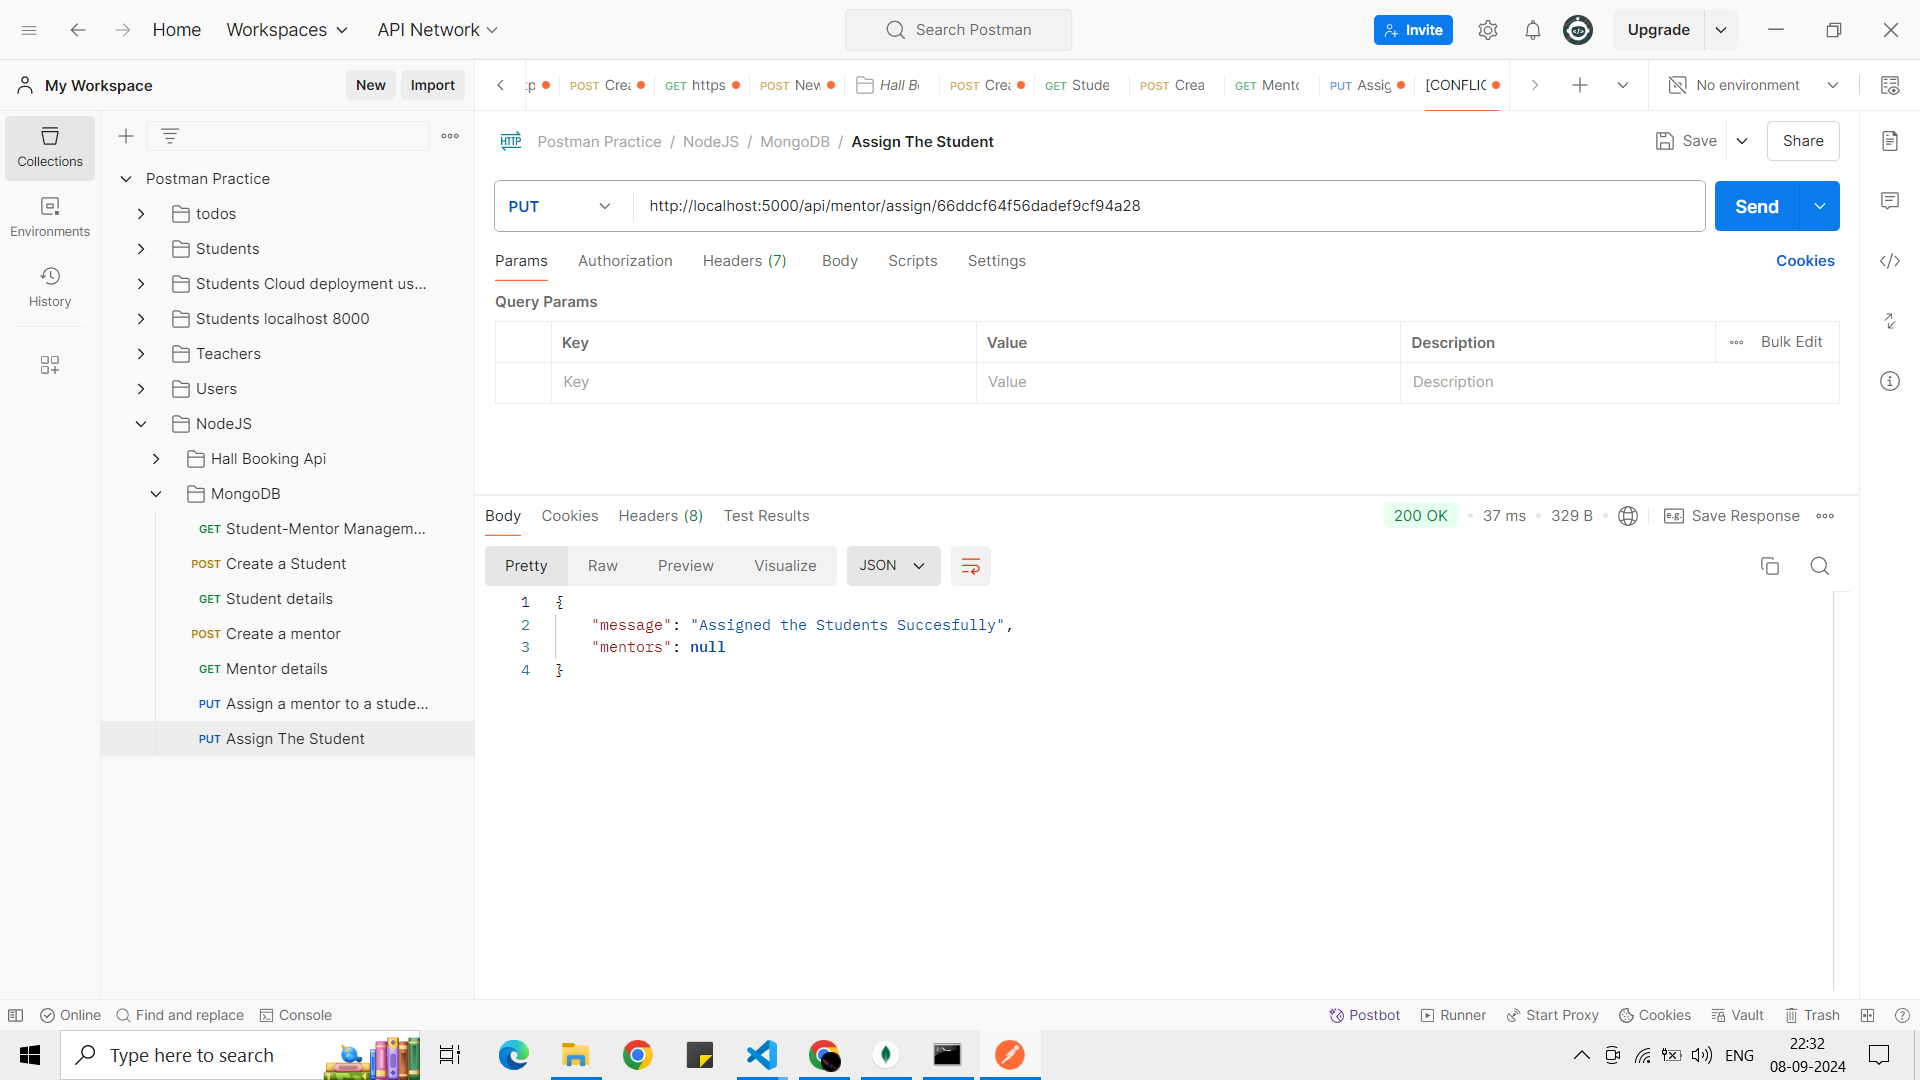 Home Workspaces API Network Search Postman Invite Upgrade
My Workspace New Import
POST Crea GET https POST New Hall B POST Crea GET Stude POST Crea GET Mento PUT Assig [CONFLIC No environment
Collections
Environments
History
Postman Practice
todos
Students
Students Cloud deployment us...
Students localhost 8000
Teachers
Users
NodeJS
Hall Booking Api
MongoDB
GET Student-Mentor Managem...
POST Create a Student
GET Student details
POST Create a mentor
GET Mentor details
PUT Assign a mentor to a stude...
PUT Assign The Student
HTTP Postman Practice / NodeJS / MongoDB / Assign The Student Save Share
PUT http://localhost:5000/api/mentor/assign/66ddcf64f56dadef9cf94a28 Send
Params Authorization Headers (7) Body Scripts Settings Cookies
Query Params
Key Value Description Bulk Edit
Key Value Description
Body Cookies Headers (8) Test Results 200 OK 37 ms 329 B e.g. Save Response
Pretty Raw Preview Visualize JSON
1 {
2 "message": "Assigned the Students Succesfully",
3 "mentors": null
4 }
Online Find and replace Console Postbot Runner Start Proxy Cookies Vault Trash
Type here to search ENG 22:32
08-09-2024